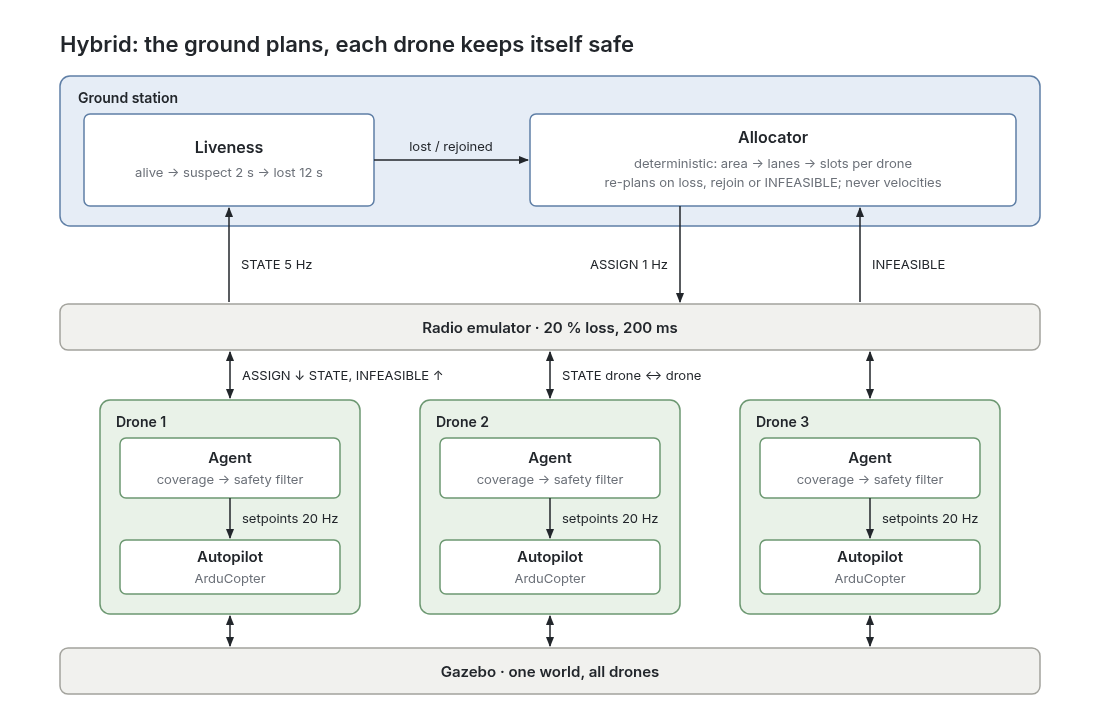 Hybrid: the ground plans, each drone keeps itself safe
Ground station
Liveness
alive → suspect 2 s → lost 12 s
lost / rejoined
Allocator
deterministic: area → lanes → slots per drone
re-plans on loss, rejoin or INFEASIBLE; never velocities
STATE 5 Hz
ASSIGN 1 Hz
INFEASIBLE
Radio emulator · 20 % loss, 200 ms
ASSIGN ↓ STATE, INFEASIBLE ↑
STATE drone ↔ drone
Drone 1
Agent
coverage → safety filter
setpoints 20 Hz
Autopilot
ArduCopter
Drone 2
Agent
coverage → safety filter
setpoints 20 Hz
Autopilot
ArduCopter
Drone 3
Agent
coverage → safety filter
setpoints 20 Hz
Autopilot
ArduCopter
Gazebo · one world, all drones